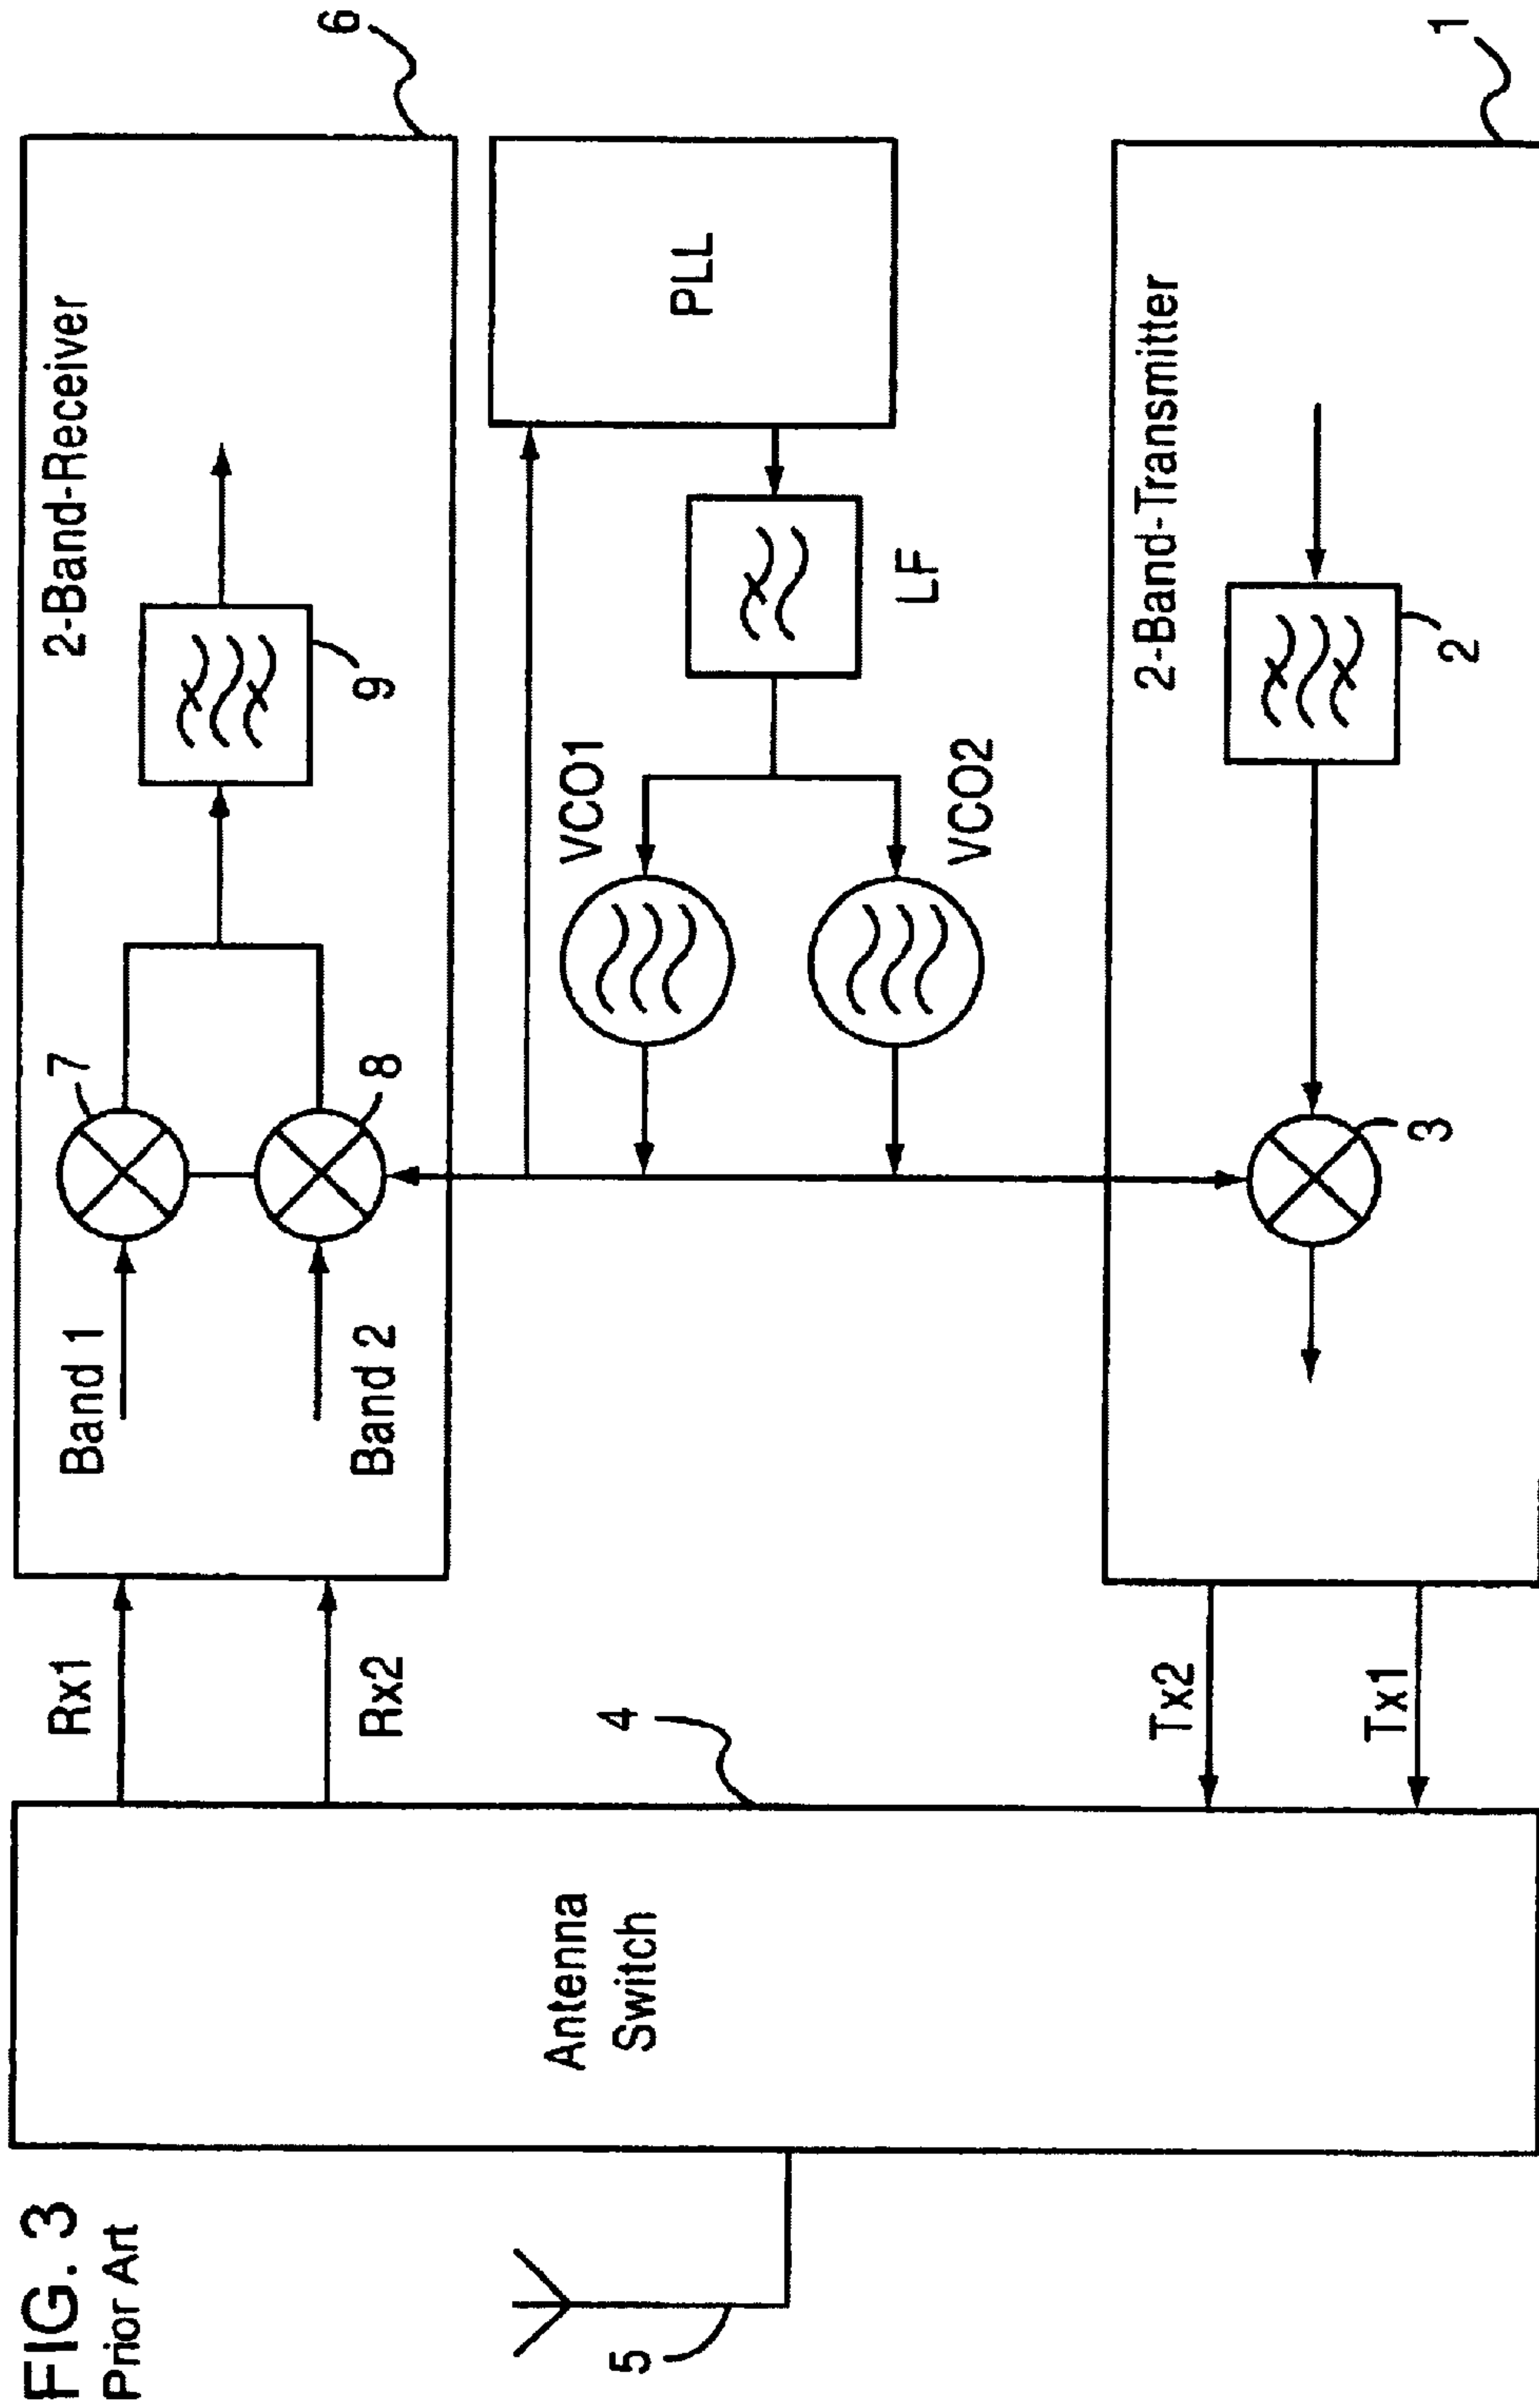 FIG. 3
Prior Art
5
Antenna
Switch
4
Rx1
Rx2
Tx2
Tx1
2-Band-Receiver
6
Band 1
Band 2
7
8
9
PLL
LF
VCO1
VCO2
2-Band-Transmitter
1
2
3